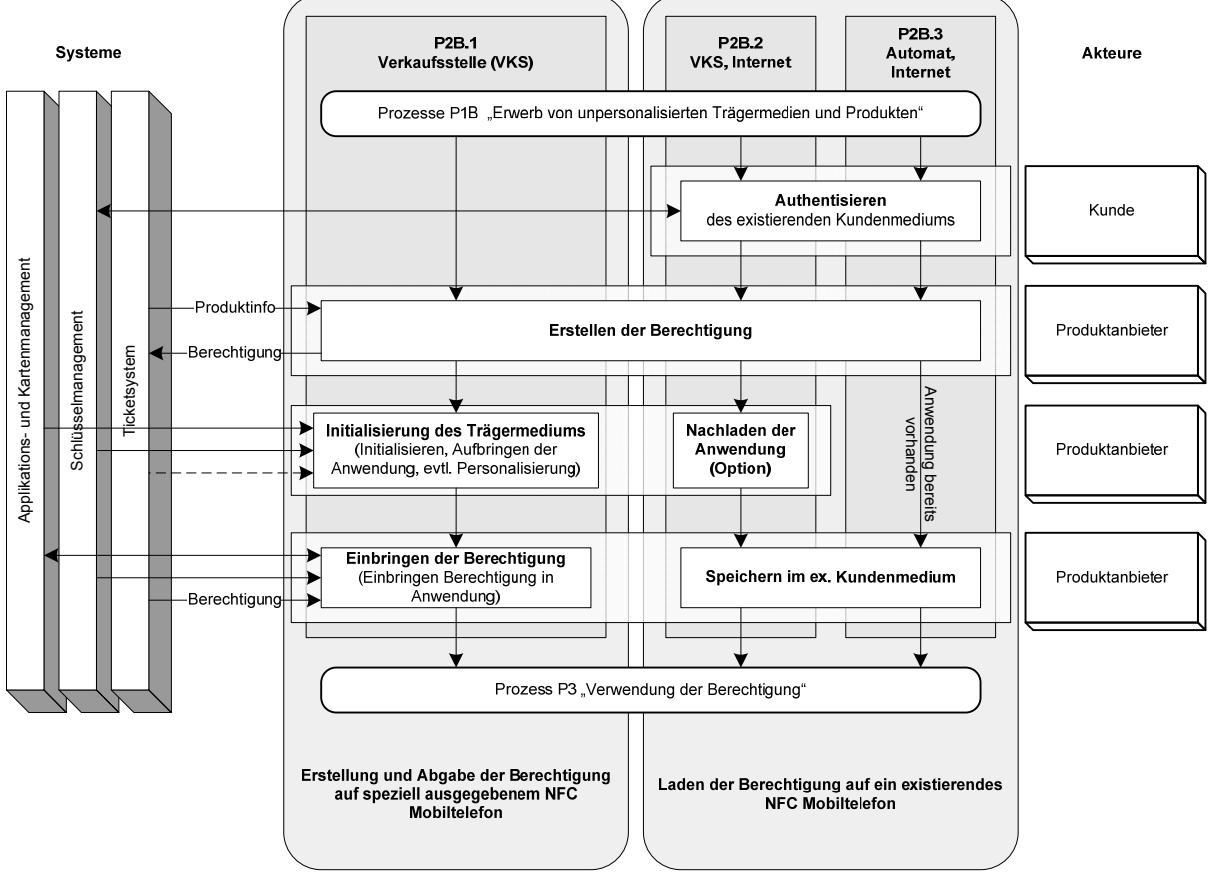 Systeme
P2B.1
Verkaufsstelle (VKS)
P2B.2
VKS, Internet
P2B.3
Automat,
Internet
Akteure
Prozesse P1B „Erwerb von unpersonalisierten Trägermedien und Produkten“
Authentisieren
des existierenden Kundenmediums
Kunde
Applikations- und Kartenmanagement
Schlüsselmanagement
Ticketsystem
Produktinfo
Berechtigung
Erstellen der Berechtigung
Produktanbieter
Initialisierung des Trägermediums
(Initialisieren, Aufbringen der
Anwendung, evtl. Personalisierung)
Nachladen der
Anwendung
(Option)
Anwendung bereits
vorhanden
Produktanbieter
Berechtigung
Einbringen der Berechtigung
(Einbringen Berechtigung in
Anwendung)
Speichern im ex. Kundenmedium
Produktanbieter
Prozess P3 „Verwendung der Berechtigung“
Erstellung und Abgabe der Berechtigung
auf speziell ausgegebenem NFC
Mobiltelefon
Laden der Berechtigung auf ein existierendes
NFC Mobiltelefon